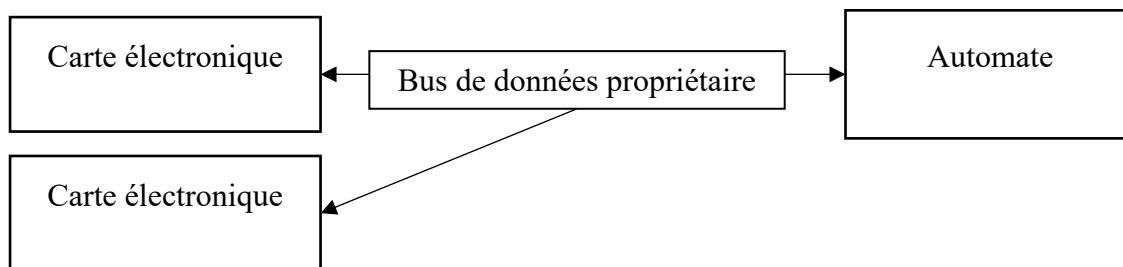 Carte électronique
Bus de données propriétaire
Automate
Carte électronique